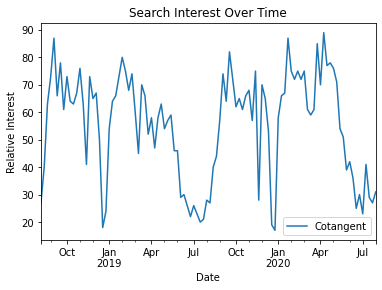 Search Interest Over Time
Relative Interest
90
80
70
60
50
40
30
20
Oct Jan Apr Jul Oct Jan Apr Jul
2019 2020
Date
Cotangent